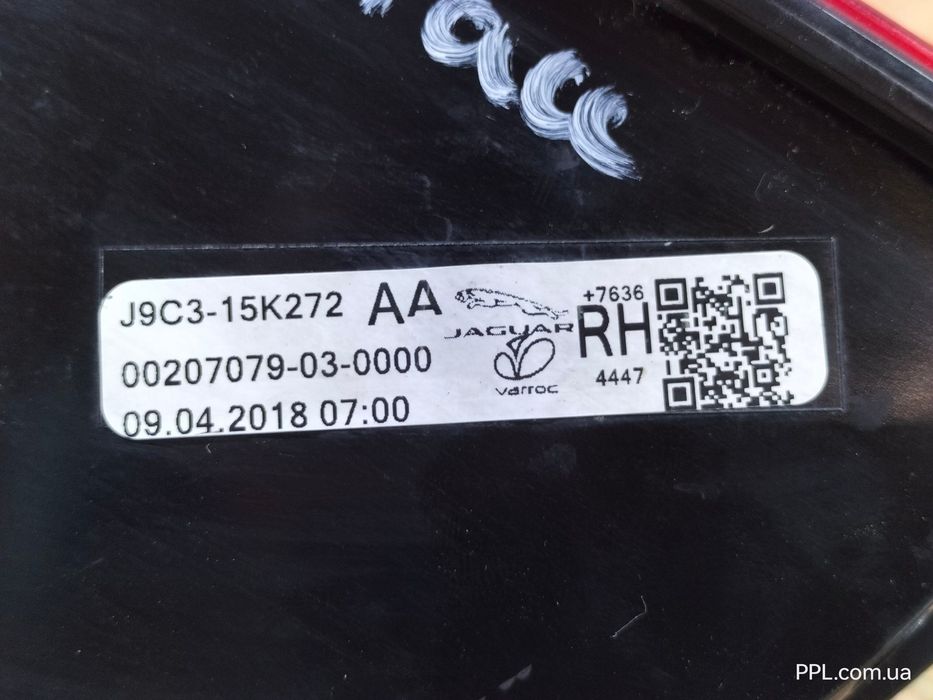 J9C3-15K272 AA
JAGUAR
+7636
RH
00207079-03-0000
varroc
4447
09.04.2018 07:00
PPL.com.ua